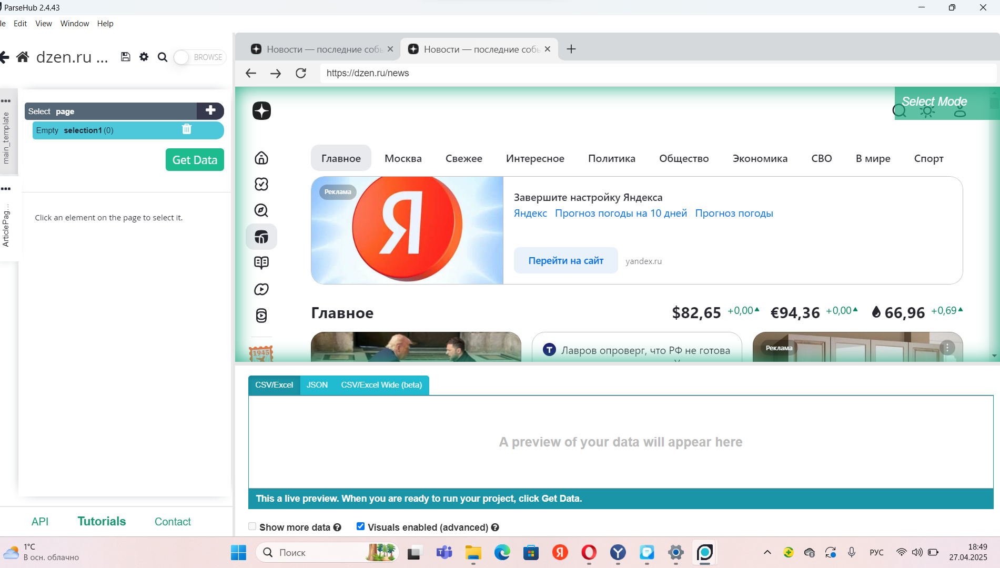 ParseHub 2.4.43
le Edit View Window Help
dzen.ru ...
BROWSE
Новости — последние собы
Новости — последние собь
https://dzen.ru/news
main_template
ArticlePag...
Select page
Empty selection1 (0)
Get Data
Click an element on the page to select it.
API Tutorials Contact
Select Mode
Главное Москва Свежее Интересное Политика Общество Экономика СВО В мире Спорт
Реклама
Я
Завершите настройку Яндекса
Яндекс Прогноз погоды на 10 дней Прогноз погоды
Перейти на сайт yandex.ru
Главное
$82,65 +0,00 €94,36 +0,00 66,96 +0,69
1945
Т Лавров опроверг, что РФ не готова
Реклама
CSV/Excel JSON CSV/Excel Wide (beta)
A preview of your data will appear here
This a live preview. When you are ready to run your project, click Get Data.
Show more data Visuals enabled (advanced)
1°C
В осн. облачно
Поиск
РУС
18:49
27.04.2025